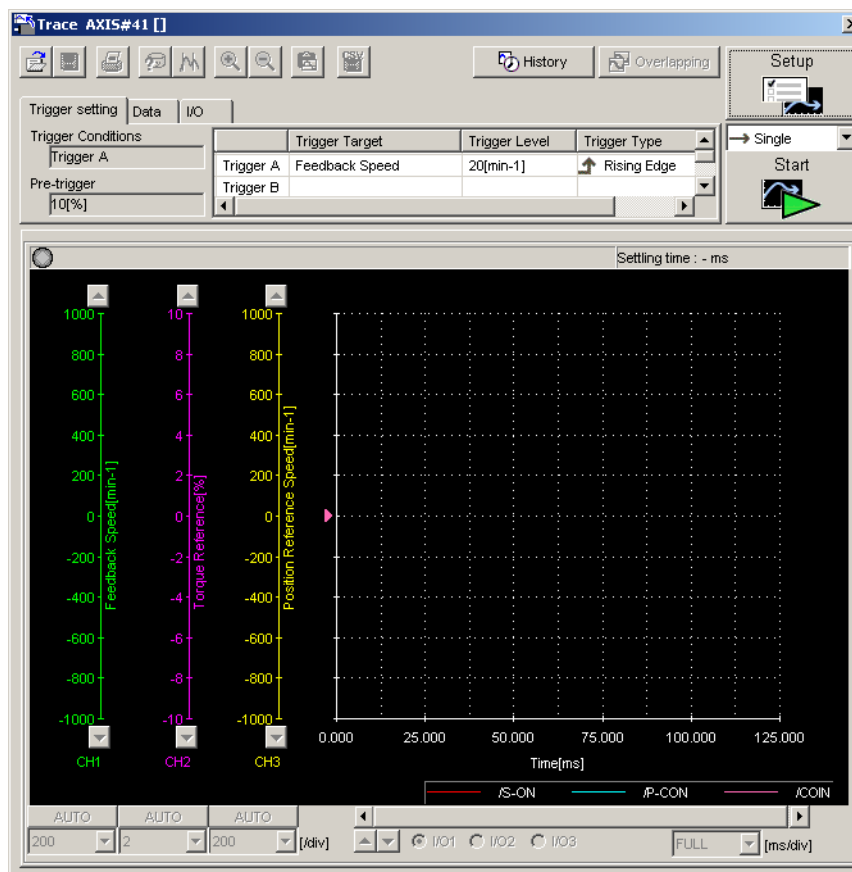 Trace AXIS#41 []
CSV
History
Overlapping
Setup
Trigger setting
Data
I/O
Trigger Conditions
Trigger A
Pre-trigger
10[%]
Trigger Target Trigger Level Trigger Type
Trigger A Feedback Speed 20[min-1] Rising Edge
Trigger B
Single
Start
Settling time : - ms
1000
800
600
400
200
0
-200
-400
-600
-800
-1000
Feedback Speed[min-1]
CH1
10
8
6
4
2
0
-2
-4
-6
-8
-10
Torque Reference[%]
CH2
1000
800
600
400
200
0
-200
-400
-600
-800
-1000
Position Reference Speed[min-1]
CH3
0.000 25.000 50.000 75.000 100.000 125.000
Time[ms]
/S-ON /P-CON /COIN
AUTO AUTO AUTO
200 2 200 [/div] I/O1 I/O2 I/O3 FULL [ms/div]